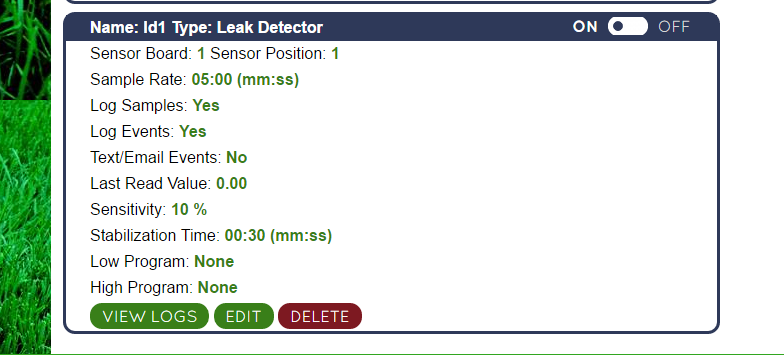 Name: Id1 Type: Leak Detector ON OFF
Sensor Board: 1 Sensor Position: 1
Sample Rate: 05:00 (mm:ss)
Log Samples: Yes
Log Events: Yes
Text/Email Events: No
Last Read Value: 0.00
Sensitivity: 10 %
Stabilization Time: 00:30 (mm:ss)
Low Program: None
High Program: None
VIEW LOGS EDIT DELETE